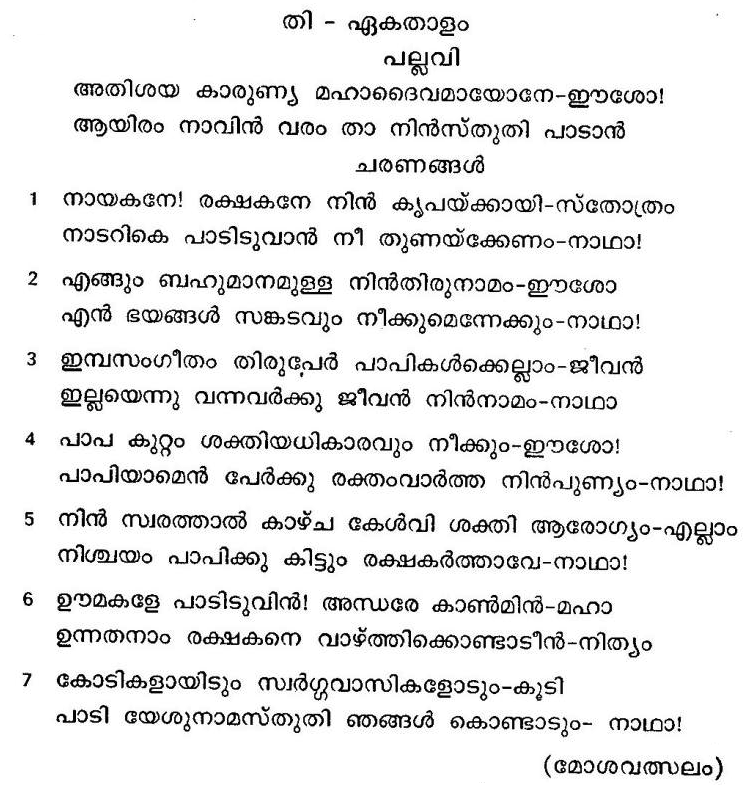 തി – ഏകതാളം
പല്ലവി
അതിശയ കാരുണ്യ മഹാദൈവമായോനേ-ഈശോ!
ആയിരം നാവിൻ വരം താ നിൻസ്തുതി പാടാൻ
ചരണങ്ങൾ
1 നായകനേ! രക്ഷകനേ നിൻ കൃപയ്ക്കായി-സ്തോത്രം
നാടറികെ പാടിടുവാൻ നീ തുണയ്ക്കേണം-നാഥാ!
2 എങ്ങും ബഹുമാനമുള്ള നിൻതിരുനാമം-ഈശോ
എൻ ഭയങ്ങൾ സങ്കടവും നീക്കുമെന്നേക്കും-നാഥാ!
3 ഇമ്പസംഗീതം തിരുപേർ പാപികൾക്കെല്ലാം-ജീവൻ
ഇല്ലയെന്നു വന്നവർക്കു ജീവൻ നിൻനാമം-നാഥാ
4 പാപ കുറ്റം ശക്തിയധികാരവും നീക്കും-ഈശോ!
പാപിയാമെൻ പേർക്കു രക്തംവാർത്ത നിൻപുണ്യം-നാഥാ!
5 നിൻ സ്വരത്താൽ കാഴ്ച കേൾവി ശക്തി ആരോഗ്യം-എല്ലാം
നിശ്ചയം പാപിക്കു കിട്ടും രക്ഷകർത്താവേ-നാഥാ!
6 ഊമകളേ പാടിടുവിൻ! അന്ധരേ കാൺമിൻ-മഹാ
ഉന്നതനാം രക്ഷകനെ വാഴ്ത്തിക്കൊണ്ടാടീൻ-നിത്യം
7 കോടികളായിടും സ്വർഗ്ഗവാസികളോടും-കൂടി
പാടി യേശുനാമസ്തുതി ഞങ്ങൾ കൊണ്ടാടും- നാഥാ!
(മോശവത്സലം)